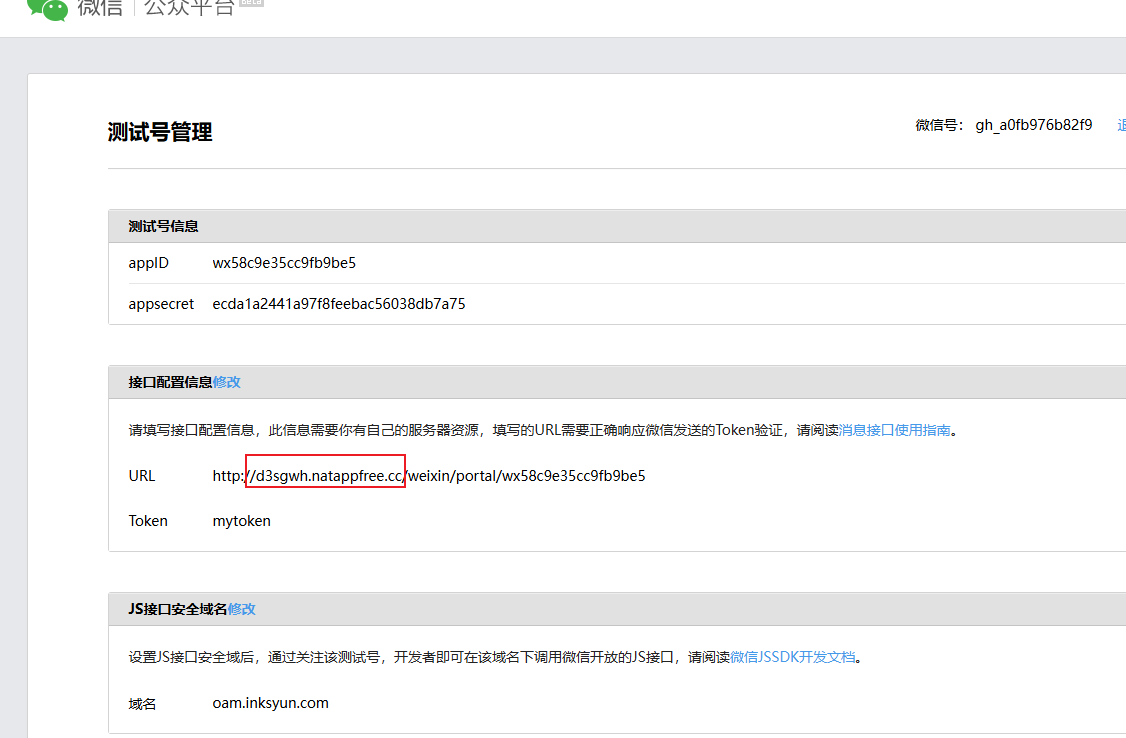 微信 | 公众平台 beta
测试号管理
微信号： gh_a0fb976b82f9 退
测试号信息
appID wx58c9e35cc9fb9be5
appsecret ecda1a2441a97f8feebac56038db7a75
接口配置信息修改
请填写接口配置信息，此信息需要你有自己的服务器资源，填写的URL需要正确响应微信发送的Token验证，请阅读消息接口使用指南。
URL http://d3sgwh.natappfree.cc/weixin/portal/wx58c9e35cc9fb9be5
Token mytoken
JS接口安全域名修改
设置JS接口安全域后，通过关注该测试号，开发者即可在该域名下调用微信开放的JS接口，请阅读微信JSSDK开发文档。
域名 oam.inksyun.com